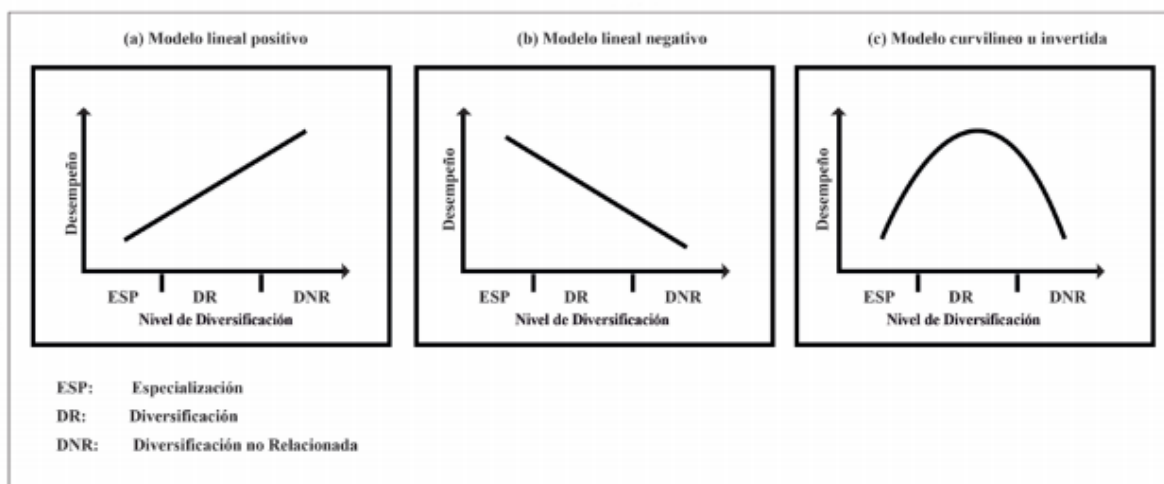 (a) Modelo lineal positivo
Desempeño
ESP DR DNR
Nivel de Diversificación
(b) Modelo lineal negativo
Desempeño
ESP DR DNR
Nivel de Diversificación
(c) Modelo curvilineo u invertida
Desempeño
ESP DR DNR
Nivel de Diversificación
ESP: Especialización
DR: Diversificación
DNR: Diversificación no Relacionada